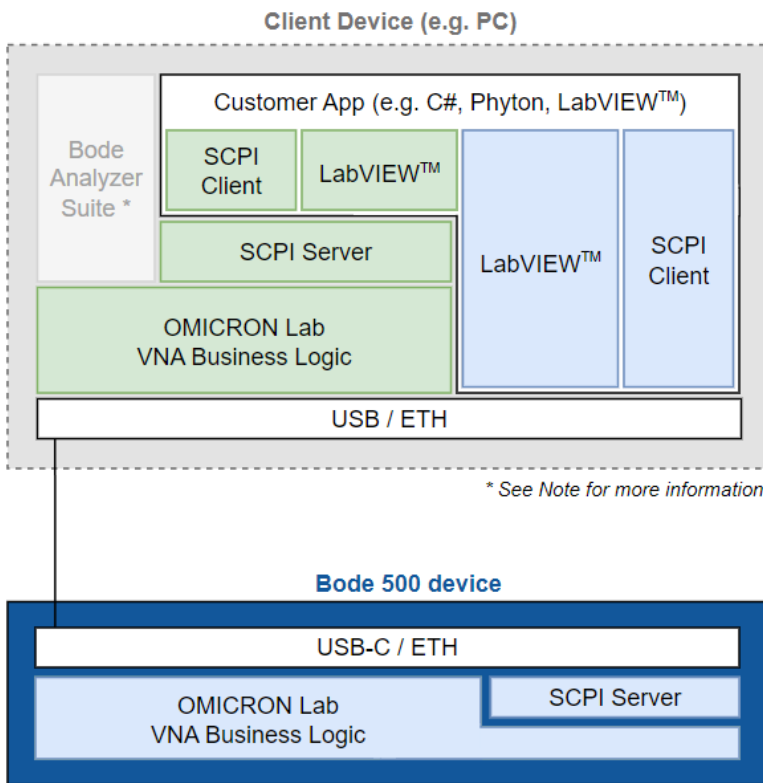 Client Device (e.g. PC)
Customer App (e.g. C#, Phyton, LabVIEW™)
Bode
Analyzer
Suite *
SCPI
Client
LabVIEW™
SCPI Server
LabVIEW™
SCPI
Client
OMICRON Lab
VNA Business Logic
USB / ETH
* See Note for more information
Bode 500 device
USB-C / ETH
OMICRON Lab
VNA Business Logic
SCPI Server